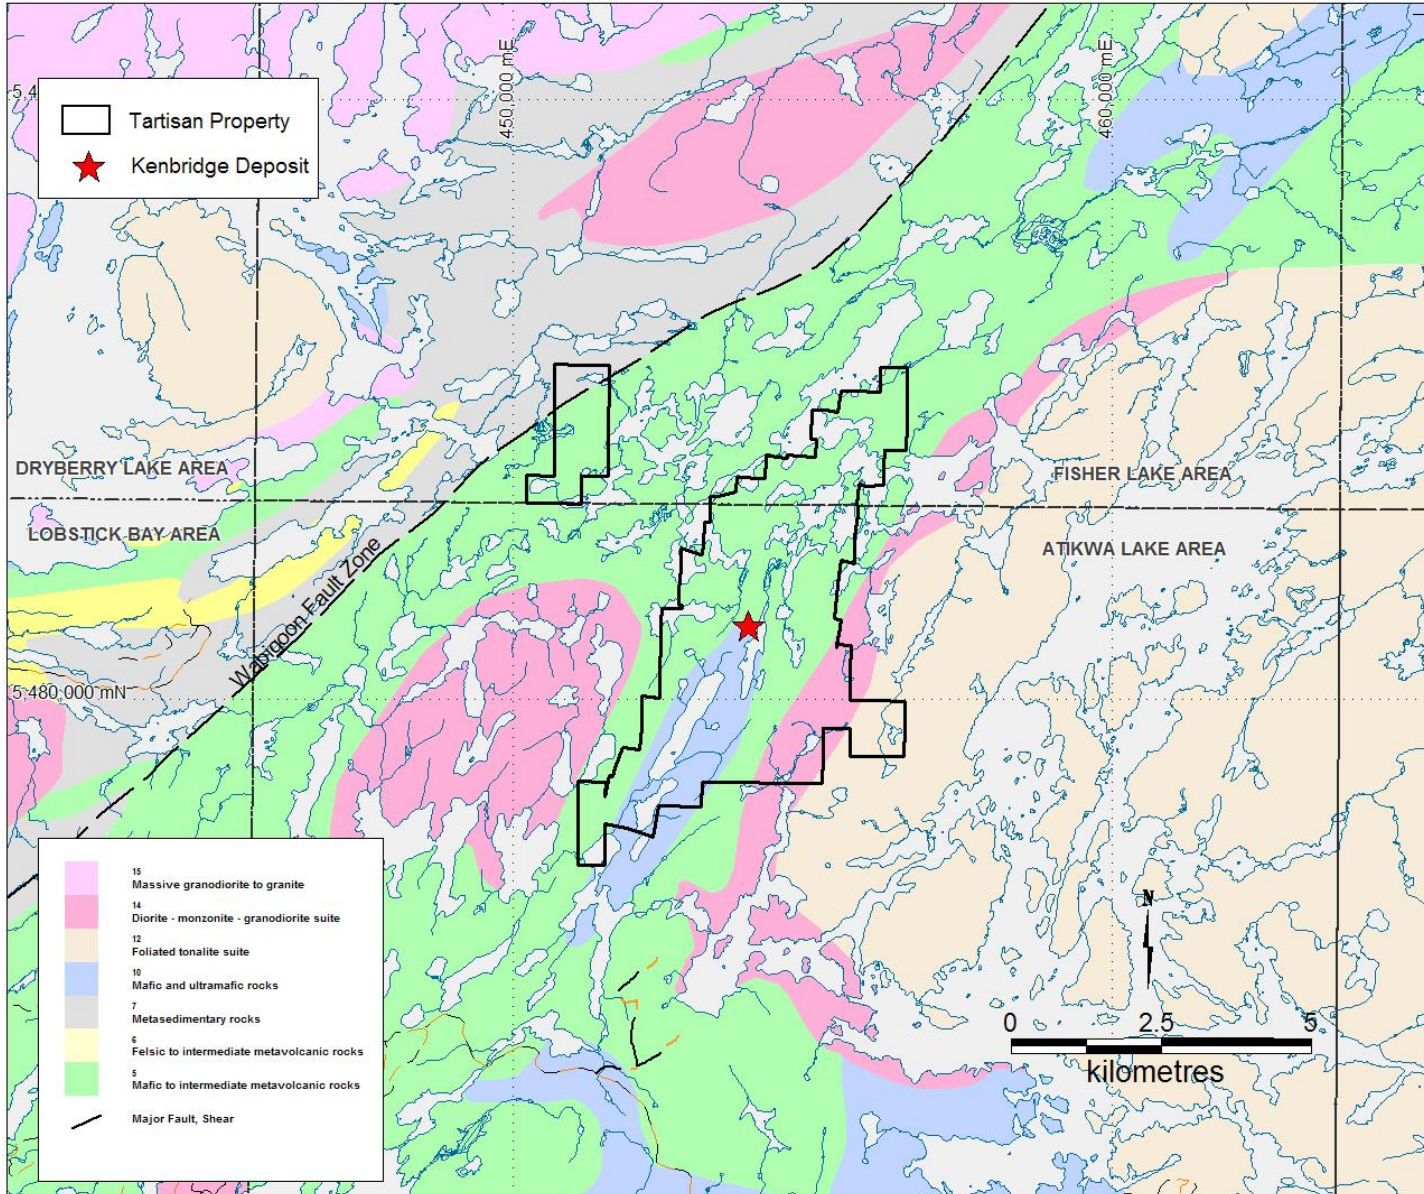 450,000 mE
460,000 mE
5,4
Tartisan Property
Kenbridge Deposit
DRYBERRY LAKE AREA
FISHER LAKE AREA
LOBSTICK BAY AREA
ATIKWA LAKE AREA
Wabigoon Fault Zone
5,480,000 mN
15
Massive granodiorite to granite
14
Diorite - monzonite - granodiorite suite
12
Foliated tonalite suite
10
Mafic and ultramafic rocks
7
Metasedimentary rocks
6
Felsic to intermediate metavolcanic rocks
5
Mafic to intermediate metavolcanic rocks
Major Fault, Shear
N
0 2.5 5
kilometres